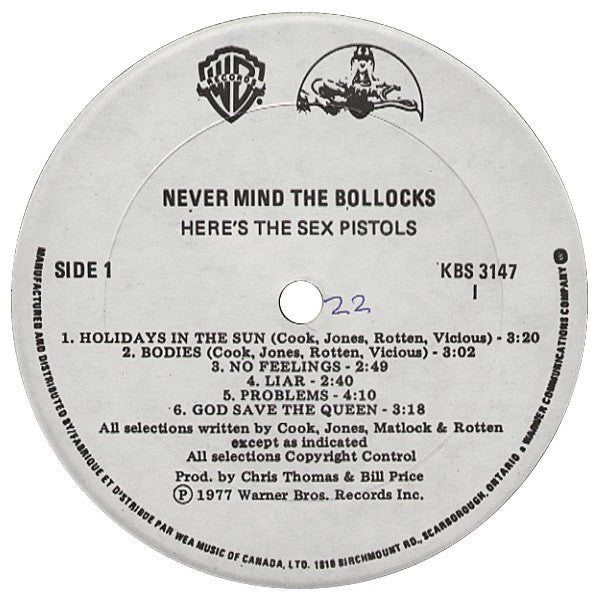 RECORDS
WB
NEVER MIND THE BOLLOCKS
HERE'S THE SEX PISTOLS
SIDE 1
KBS 3147
1
22
1. HOLIDAYS IN THE SUN (Cook, Jones, Rotten, Vicious) - 3:20
2. BODIES (Cook, Jones, Rotten, Vicious) - 3:02
3. NO FEELINGS - 2:49
4. LIAR - 2:40
5. PROBLEMS - 4:10
6. GOD SAVE THE QUEEN - 3:18
All selections written by Cook, Jones, Matlock & Rotten
except as indicated
All selections Copyright Control
Prod. by Chris Thomas & Bill Price
Ⓟ 1977 Warner Bros. Records Inc.
MANUFACTURED AND DISTRIBUTED BY/FABRIQUE ET DISTRIBUE PAR WEA MUSIC OF CANADA, LTD. 1810 BIRCHMOUNT RD., SCARBOROUGH, ONTARIO A WARNER COMMUNICATIONS COMPANY